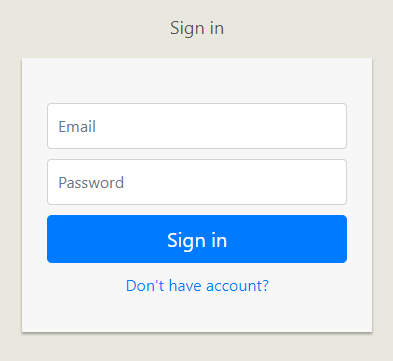 Sign in
Email
Password
Sign in
Don't have account?